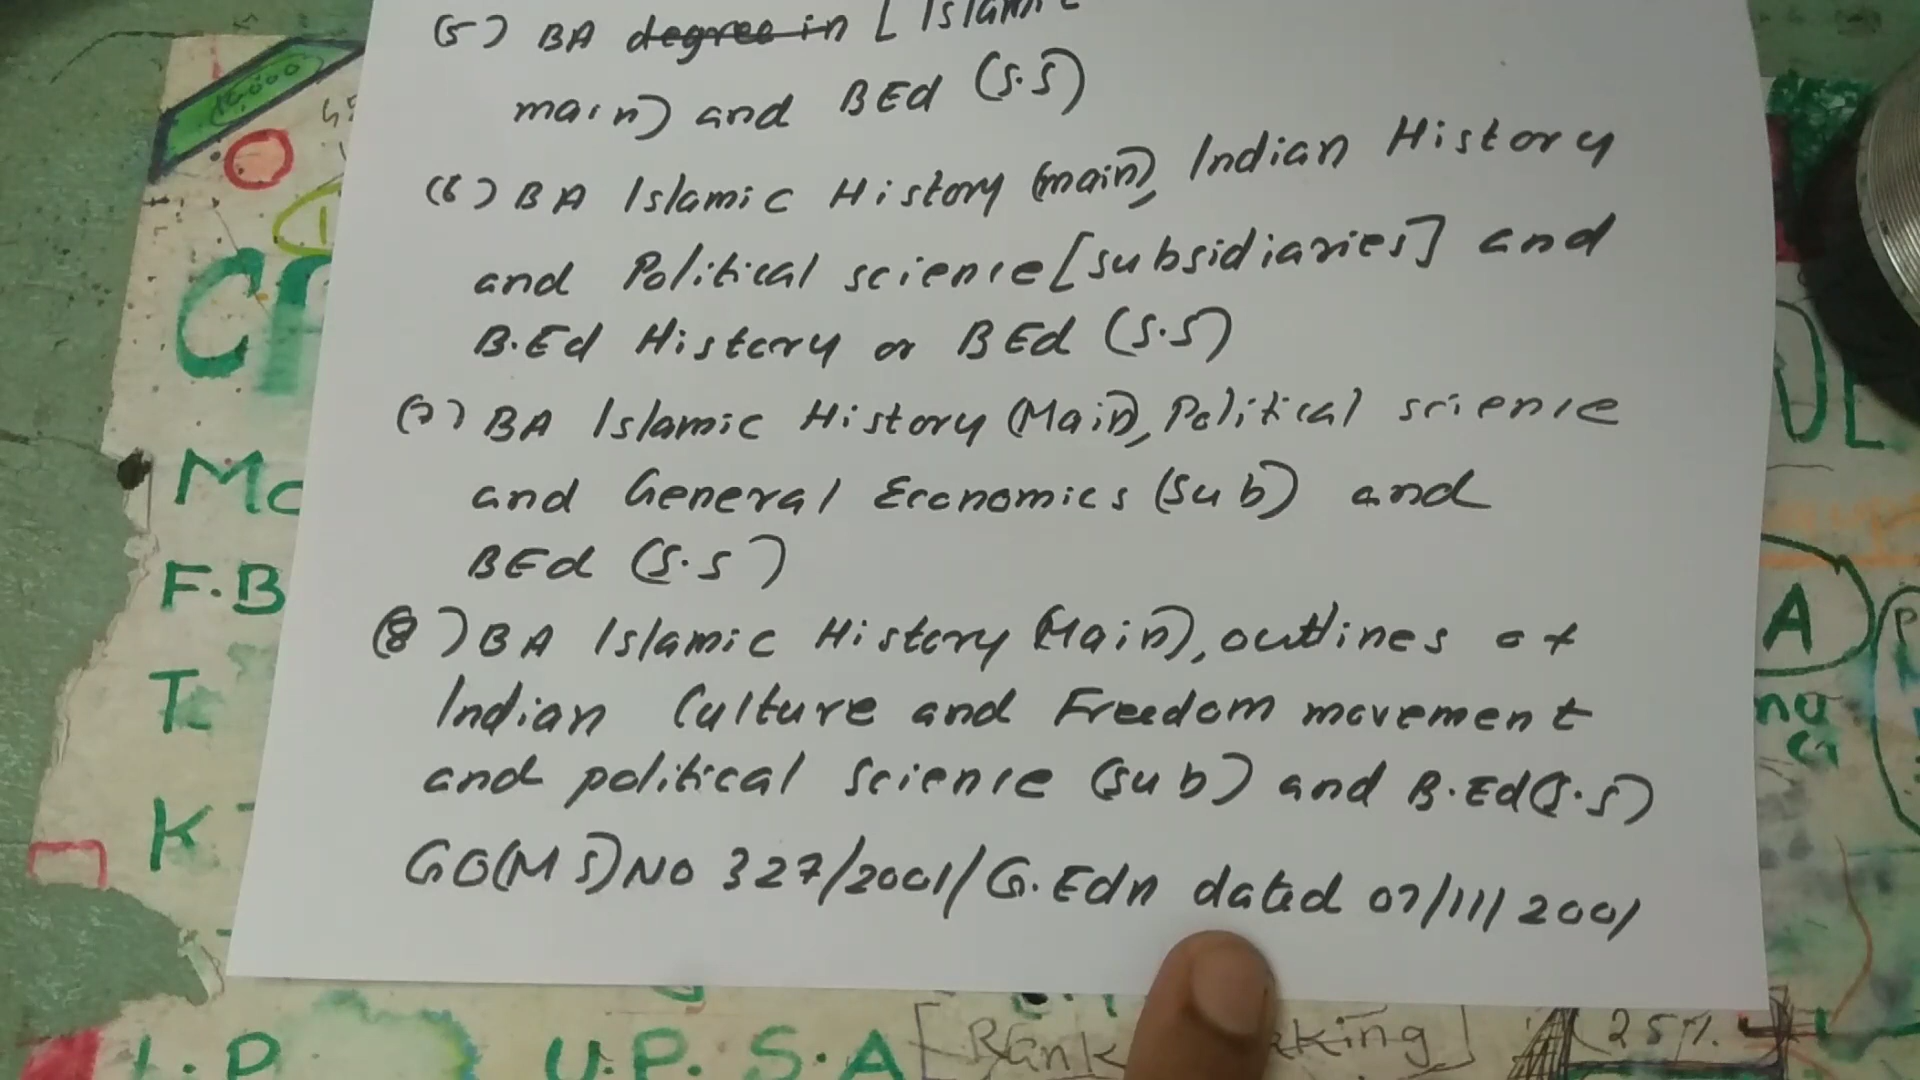 (5) BA degree in [Islamic
main) and BEd (S.S)
(6) BA Islamic History (main), Indian History
and Political science [subsidiaries] and
B.Ed History or BEd (S.S)
(7) BA Islamic History (Main), Political science
and General Economics (sub) and
BEd (S.S)
(8) BA Islamic History (Main), outlines of
Indian Culture and Freedom movement
and political science (sub) and B.Ed (S.S)
GO(MS) NO 327/2001/G.Edn dated 07/11/2001
F.B
K
A
L.P
U.P.S.A
[Rank
25%